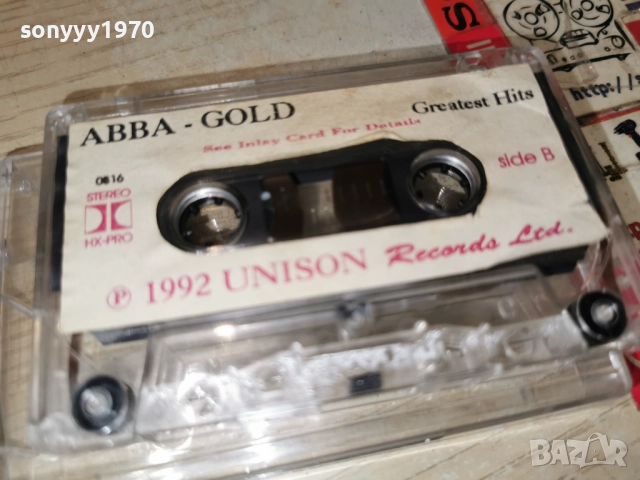 sonyyy1970
S
http://
ABBA - GOLD
Greatest Hits
See Inlay Card For Details
side B
0816
STEREO
HX-PRO
℗ 1992 UNISON Records Ltd.
BAZAR
bg